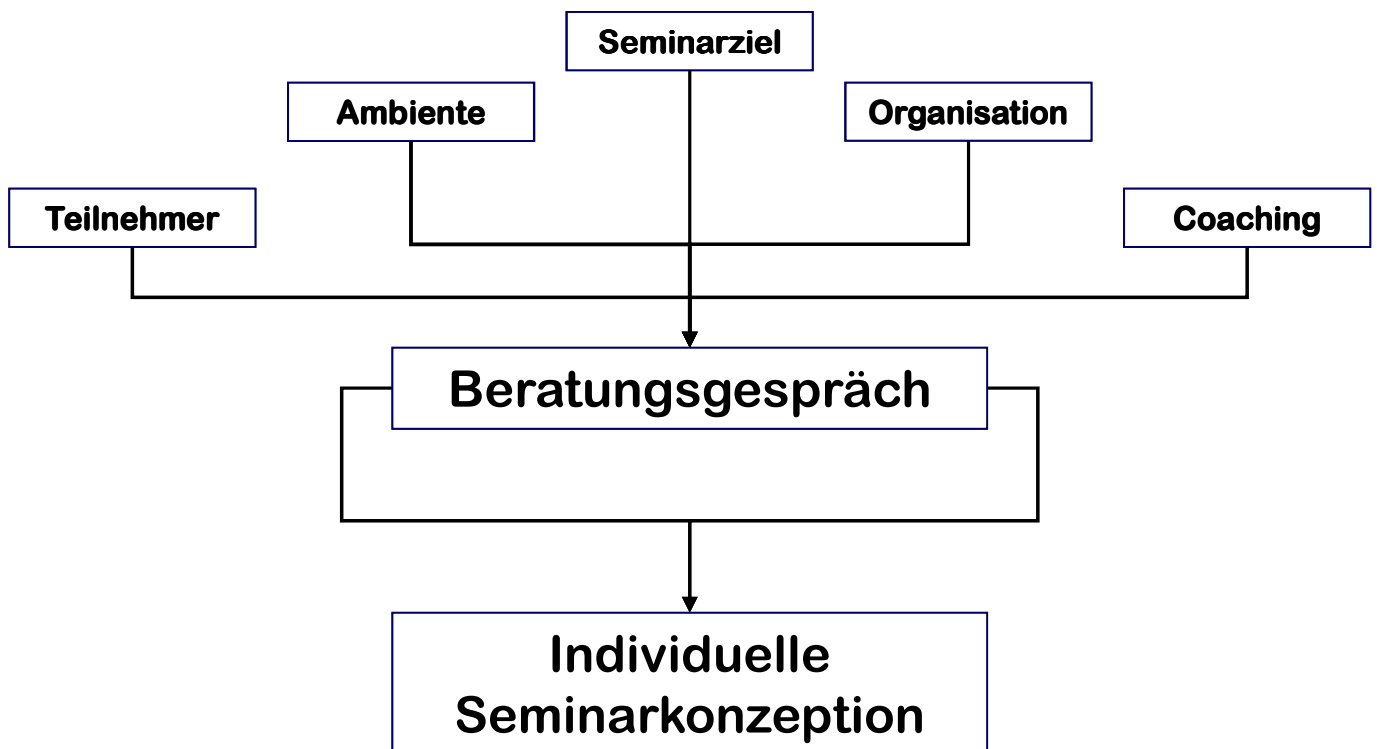 Seminarziel
Ambiente
Organisation
Teilnehmer
Coaching
Beratungsgespräch
Individuelle
Seminarkonzeption